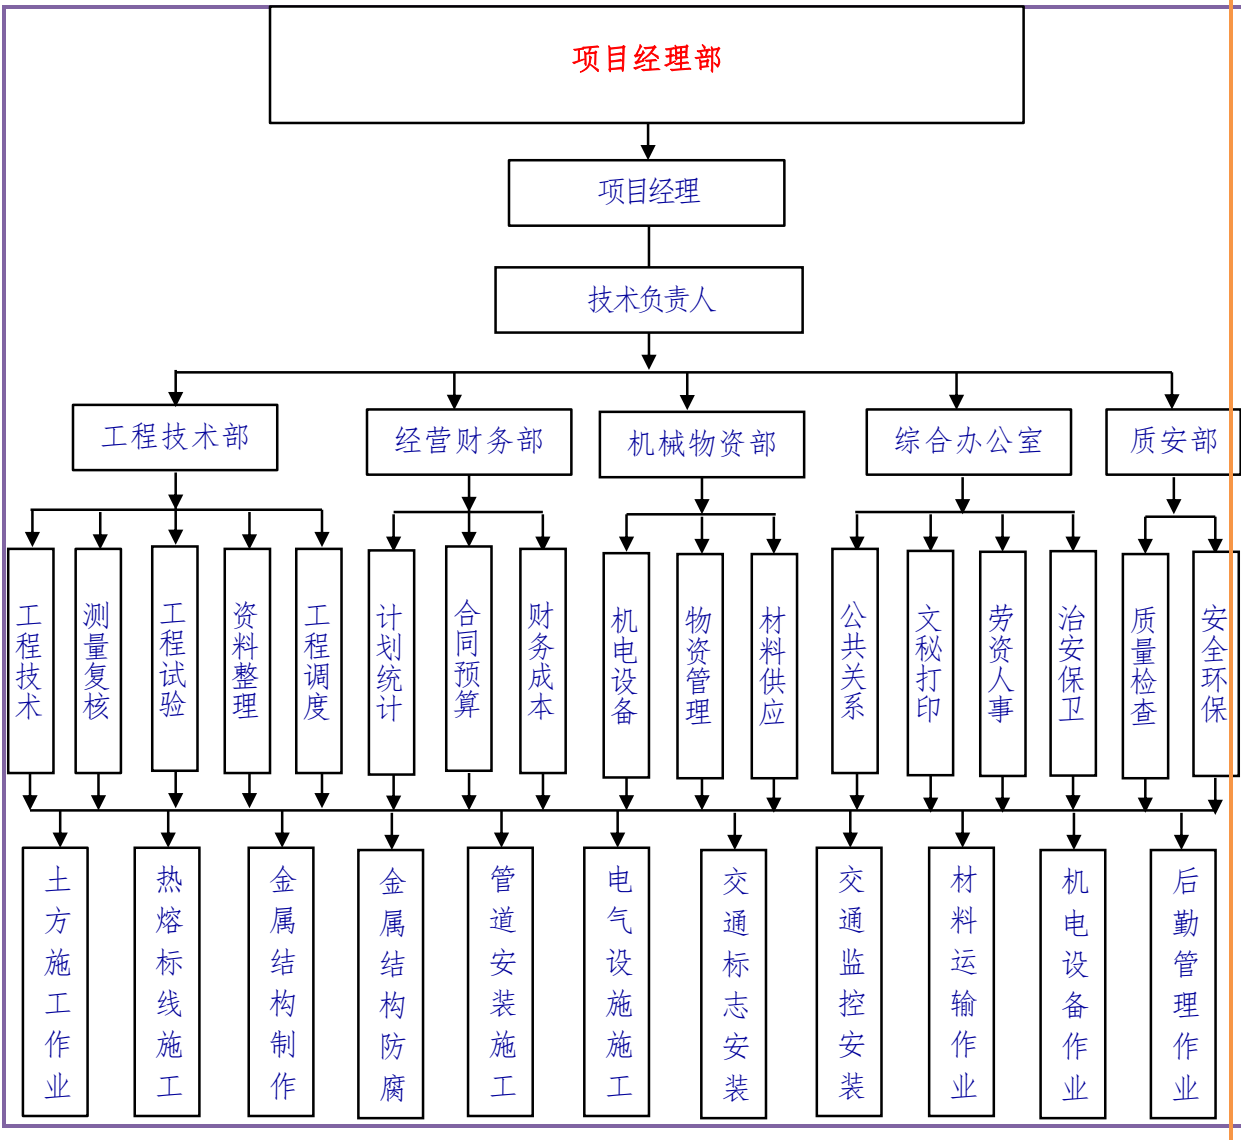 项目经理部
项目经理
技术负责人
工程技术部
经营财务部
机械物资部
综合办公室
质安部
工程技术
测量复核
工程试验
资料整理
工程调度
计划统计
合同预算
财务成本
机电设备
物资管理
材料供应
公共关系
文秘打印
劳资人事
治安保卫
质量检查
安全环保
土方施工作业
热熔标线施工
金属结构制作
金属结构防腐
管道安装施工
电气设施施工
交通标志安装
交通监控安装
材料运输作业
机电设备作业
后勤管理作业